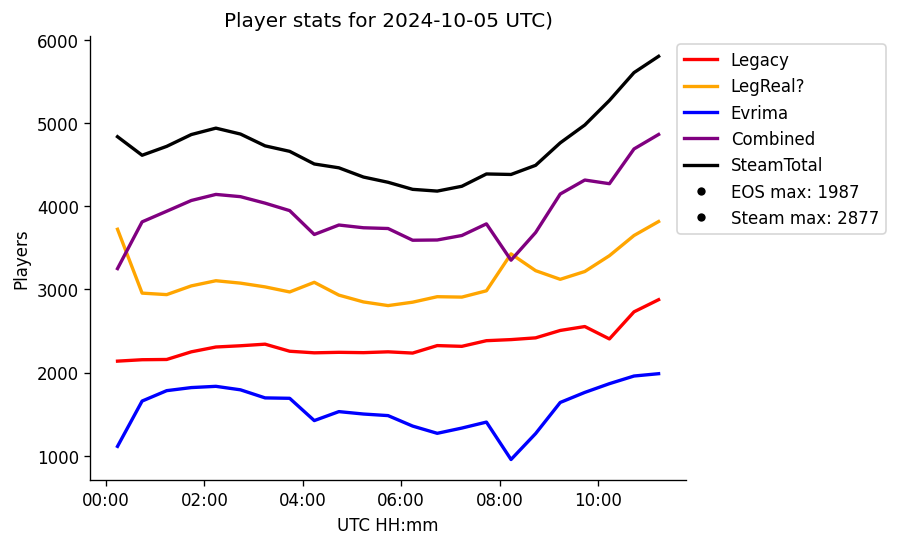 Player stats for 2024-10-05 UTC)
6000
5000
4000
3000
2000
1000
Players
00:00
02:00
04:00
06:00
08:00
10:00
UTC HH:mm
Legacy
LegReal?
Evrima
Combined
SteamTotal
EOS max: 1987
Steam max: 2877